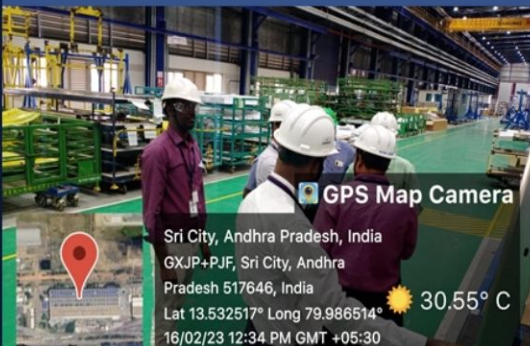 GPS Map Camera
Sri City, Andhra Pradesh, India
GXJP+PJF, Sri City, Andhra
Pradesh 517646, India
Lat 13.532517° Long 79.986514°
30.55° C
16/02/23 12:34 PM GMT +05:30